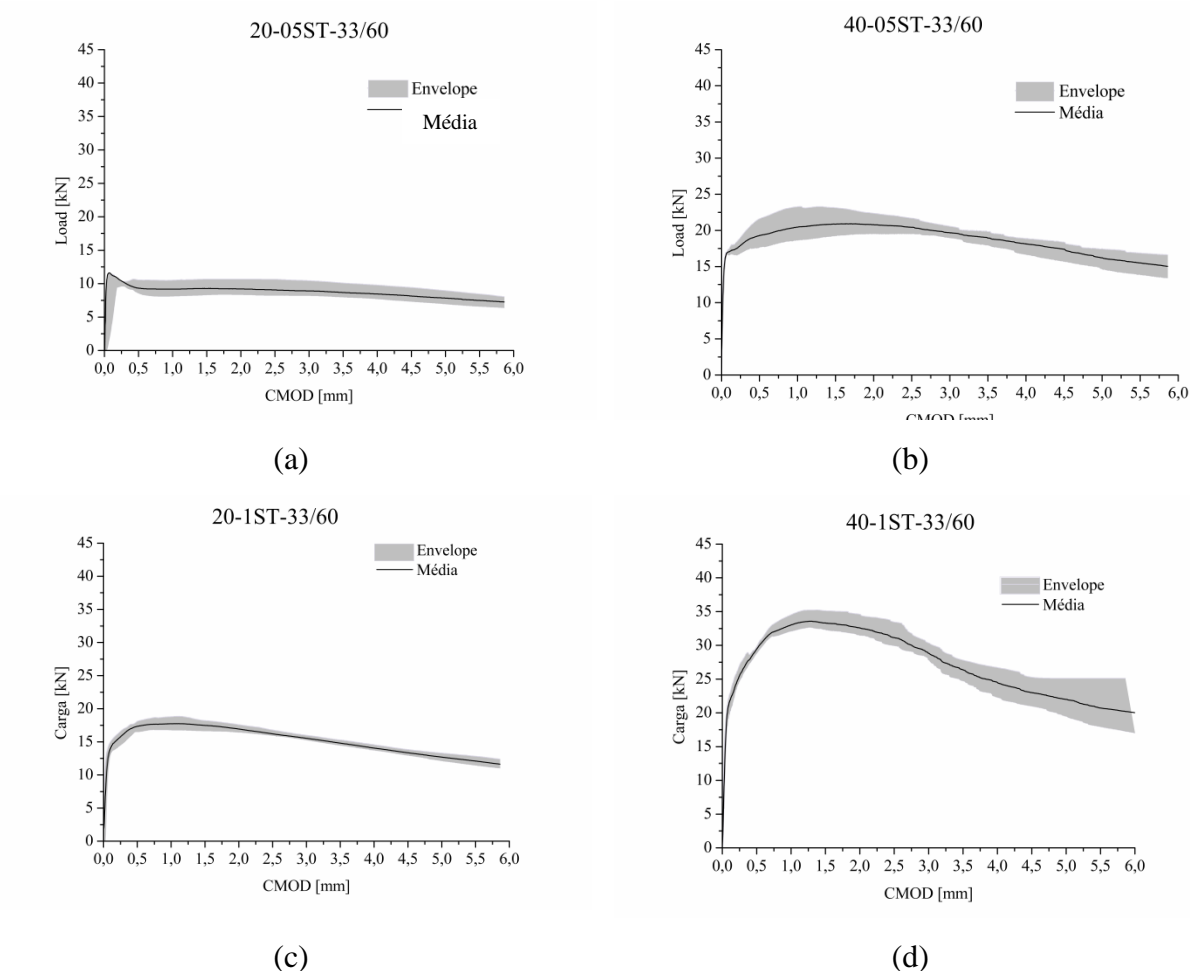 20-05ST-33/60
45
40
35
30
25
20
15
10
5
0
Load [kN]
Envelope
Média
0,0 0,5 1,0 1,5 2,0 2,5 3,0 3,5 4,0 4,5 5,0 5,5 6,0
CMOD [mm]
(a)
40-05ST-33/60
45
40
35
30
25
20
15
10
5
0
Load [kN]
Envelope
Média
0,0 0,5 1,0 1,5 2,0 2,5 3,0 3,5 4,0 4,5 5,0 5,5 6,0
CMOD [mm]
(b)
20-1ST-33/60
45
40
35
30
25
20
15
10
5
0
Carga [kN]
Envelope
Média
0,0 0,5 1,0 1,5 2,0 2,5 3,0 3,5 4,0 4,5 5,0 5,5 6,0
CMOD [mm]
(c)
40-1ST-33/60
45
40
35
30
25
20
15
10
5
0
Carga [kN]
Envelope
Média
0,0 0,5 1,0 1,5 2,0 2,5 3,0 3,5 4,0 4,5 5,0 5,5 6,0
CMOD [mm]
(d)